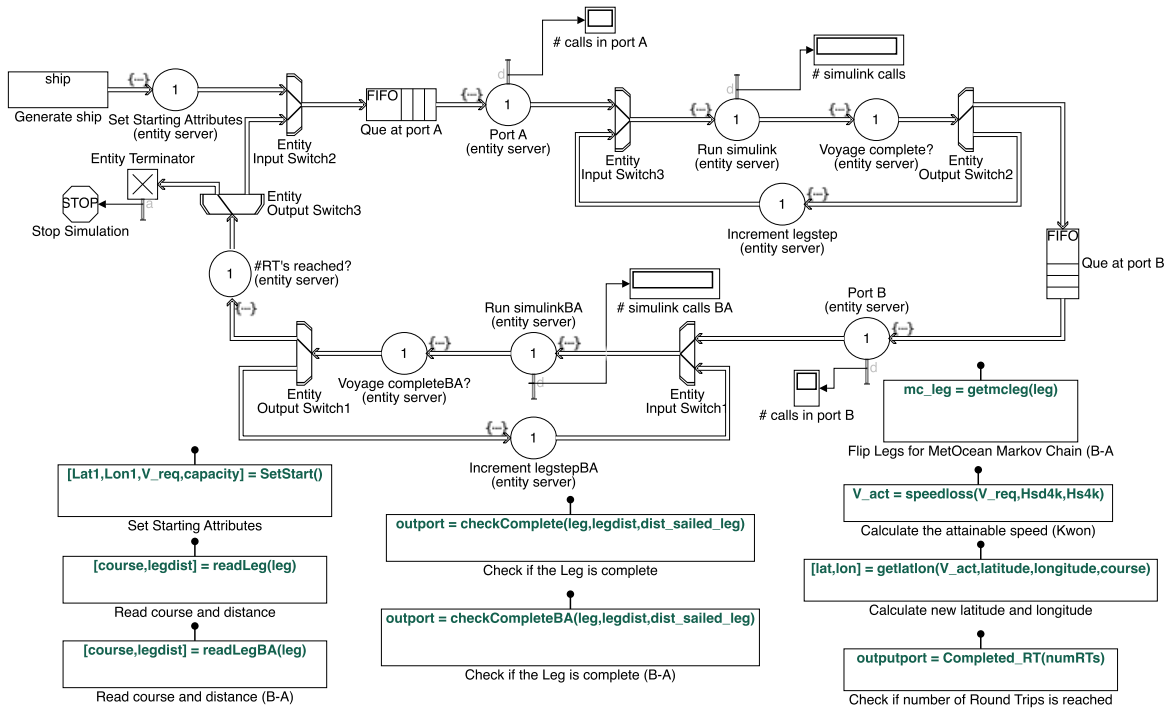 ship
Generate ship
{...}
1
Set Starting Attributes
(entity server)
Entity
Input Switch2
FIFO
Que at port A
{...}
d
1
Port A
(entity server)
# calls in port A
Entity
Input Switch3
{...}
d
1
Run simulink
(entity server)
# simulink calls
{...}
1
Voyage complete?
(entity server)
Entity
Output Switch2
{...}
1
Increment legstep
(entity server)
FIFO
Que at port B
Port B
(entity server)
1
{...}
d
# calls in port B
Entity
Input Switch1
Run simulinkBA
(entity server)
1
{...}
d
# simulink calls BA
{...}
1
Voyage completeBA?
(entity server)
Entity
Output Switch1
{...}
1
Increment legstepBA
(entity server)
1
#RT's reached?
(entity server)
{...}
Entity
Output Switch3
Entity Terminator
a
STOP
Stop Simulation
[Lat1,Lon1,V_req,capacity] = SetStart()
Set Starting Attributes
[course,legdist] = readLeg(leg)
Read course and distance
[course,legdist] = readLegBA(leg)
Read course and distance (B-A)
outport = checkComplete(leg,legdist,dist_sailed_leg)
Check if the Leg is complete
outport = checkCompleteBA(leg,legdist,dist_sailed_leg)
Check if the Leg is complete (B-A)
mc_leg = getmcleg(leg)
Flip Legs for MetOcean Markov Chain (B-A
V_act = speedloss(V_req,Hsd4k,Hs4k)
Calculate the attainable speed (Kwon)
[lat,lon] = getlatlon(V_act,latitude,longitude,course)
Calculate new latitude and longitude
outputport = Completed_RT(numRTs)
Check if number of Round Trips is reached